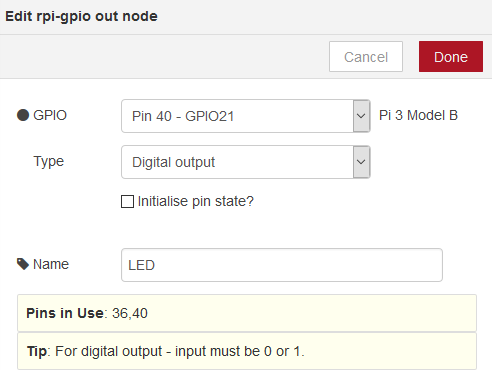 Edit rpi-gpio out node
Cancel Done
GPIO Pin 40 - GPIO21 Pi 3 Model B
Type Digital output
Initialise pin state?
Name LED
Pins in Use: 36,40
Tip: For digital output - input must be 0 or 1.